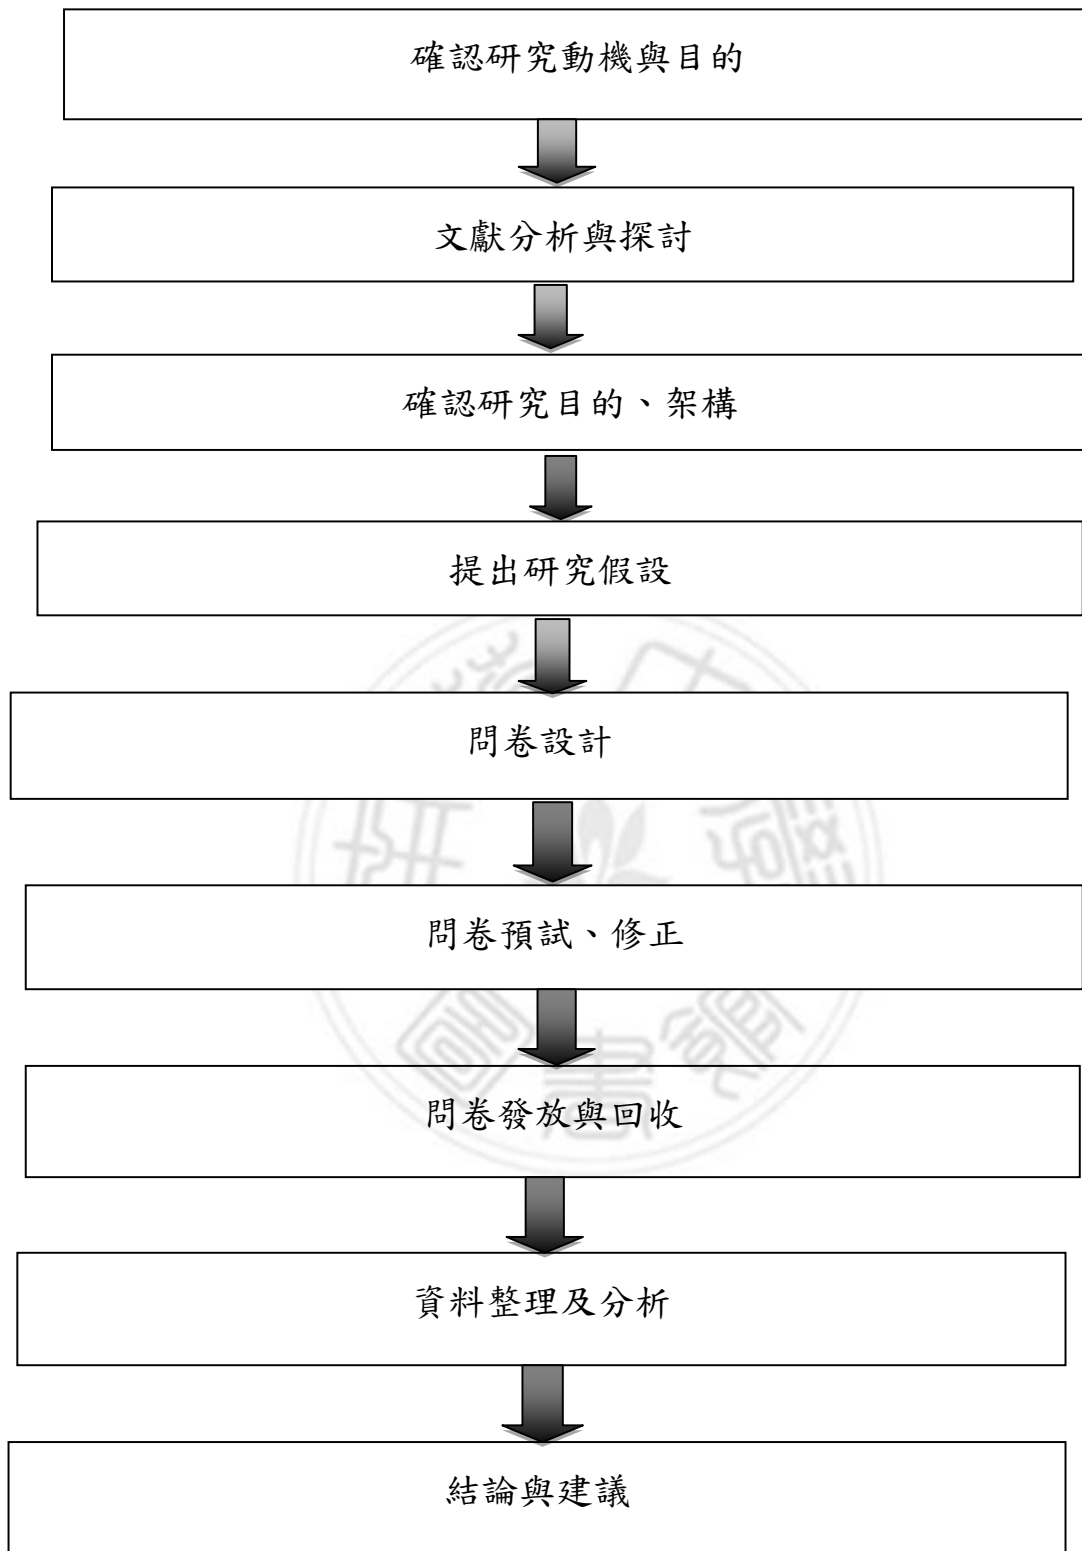 確認研究動機與目的
文獻分析與探討
確認研究目的、架構
提出研究假設
問卷設計
問卷預試、修正
問卷發放與回收
資料整理及分析
結論與建議